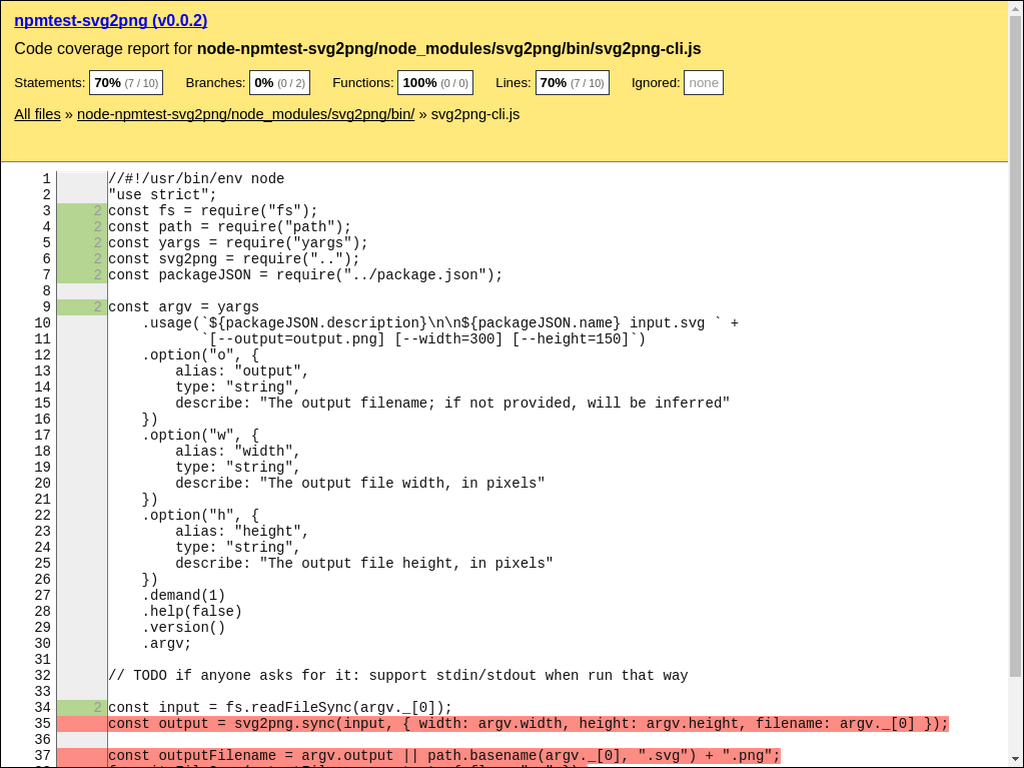 npmtest-svg2png (v0.0.2)
Code coverage report for node-npmtest-svg2png/node_modules/svg2png/bin/svg2png-cli.js
Statements: 70% (7 / 10) Branches: 0% (0 / 2) Functions: 100% (0 / 0) Lines: 70% (7 / 10) Ignored: none
All files » node-npmtest-svg2png/node_modules/svg2png/bin/ » svg2png-cli.js
1 //#!/usr/bin/env node
2 "use strict";
3 2 const fs = require("fs");
4 2 const path = require("path");
5 2 const yargs = require("yargs");
6 2 const svg2png = require("..");
7 2 const packageJSON = require("../package.json");
8
9 2 const argv = yargs
10 .usage(`${packageJSON.description}\n\n${packageJSON.name} input.svg ` +
11 `[--output=output.png] [--width=300] [--height=150]`)
12 .option("o", {
13 alias: "output",
14 type: "string",
15 describe: "The output filename; if not provided, will be inferred"
16 })
17 .option("w", {
18 alias: "width",
19 type: "string",
20 describe: "The output file width, in pixels"
21 })
22 .option("h", {
23 alias: "height",
24 type: "string",
25 describe: "The output file height, in pixels"
26 })
27 .demand(1)
28 .help(false)
29 .version()
30 .argv;
31
32 // TODO if anyone asks for it: support stdin/stdout when run that way
33
34 2 const input = fs.readFileSync(argv._[0]);
35 const output = svg2png.sync(input, { width: argv.width, height: argv.height, filename: argv._[0] });
36
37 const outputFilename = argv.output || path.basename(argv._[0], ".svg") + ".png";